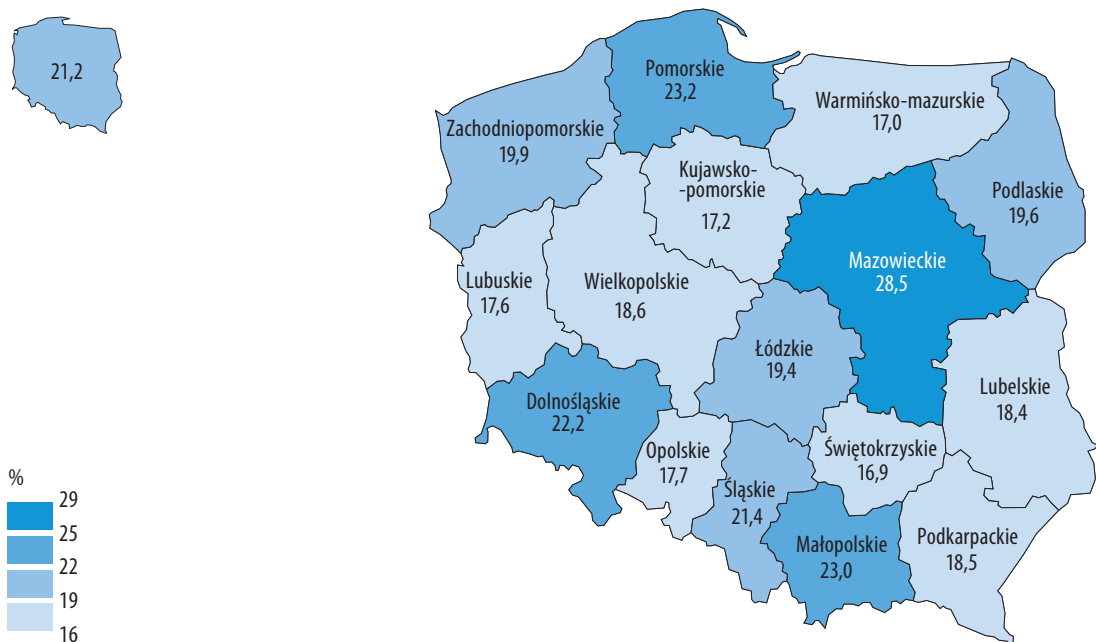 21,2
Pomorskie
23,2
Warmińsko-mazurskie
17,0
Zachodniopomorskie
19,9
Kujawsko-
-pomorskie
17,2
Podlaskie
19,6
Mazowieckie
28,5
Lubuskie
17,6
Wielkopolskie
18,6
Łódzkie
19,4
Lubelskie
18,4
Dolnośląskie
22,2
Opolskie
17,7
Świętokrzyskie
16,9
Śląskie
21,4
Małopolskie
23,0
Podkarpackie
18,5
%
29
25
22
19
16